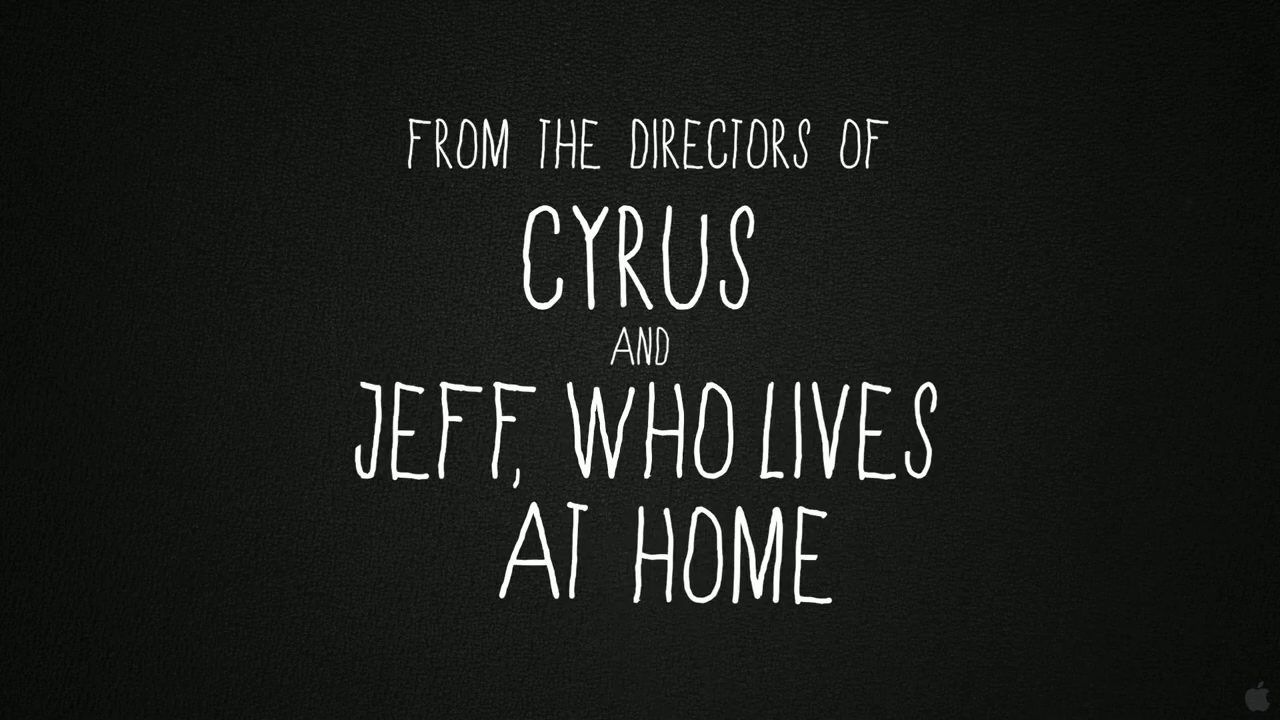 FROM THE DIRECTORS OF
CYRUS
AND
JEFF, WHO LIVES
AT HOME